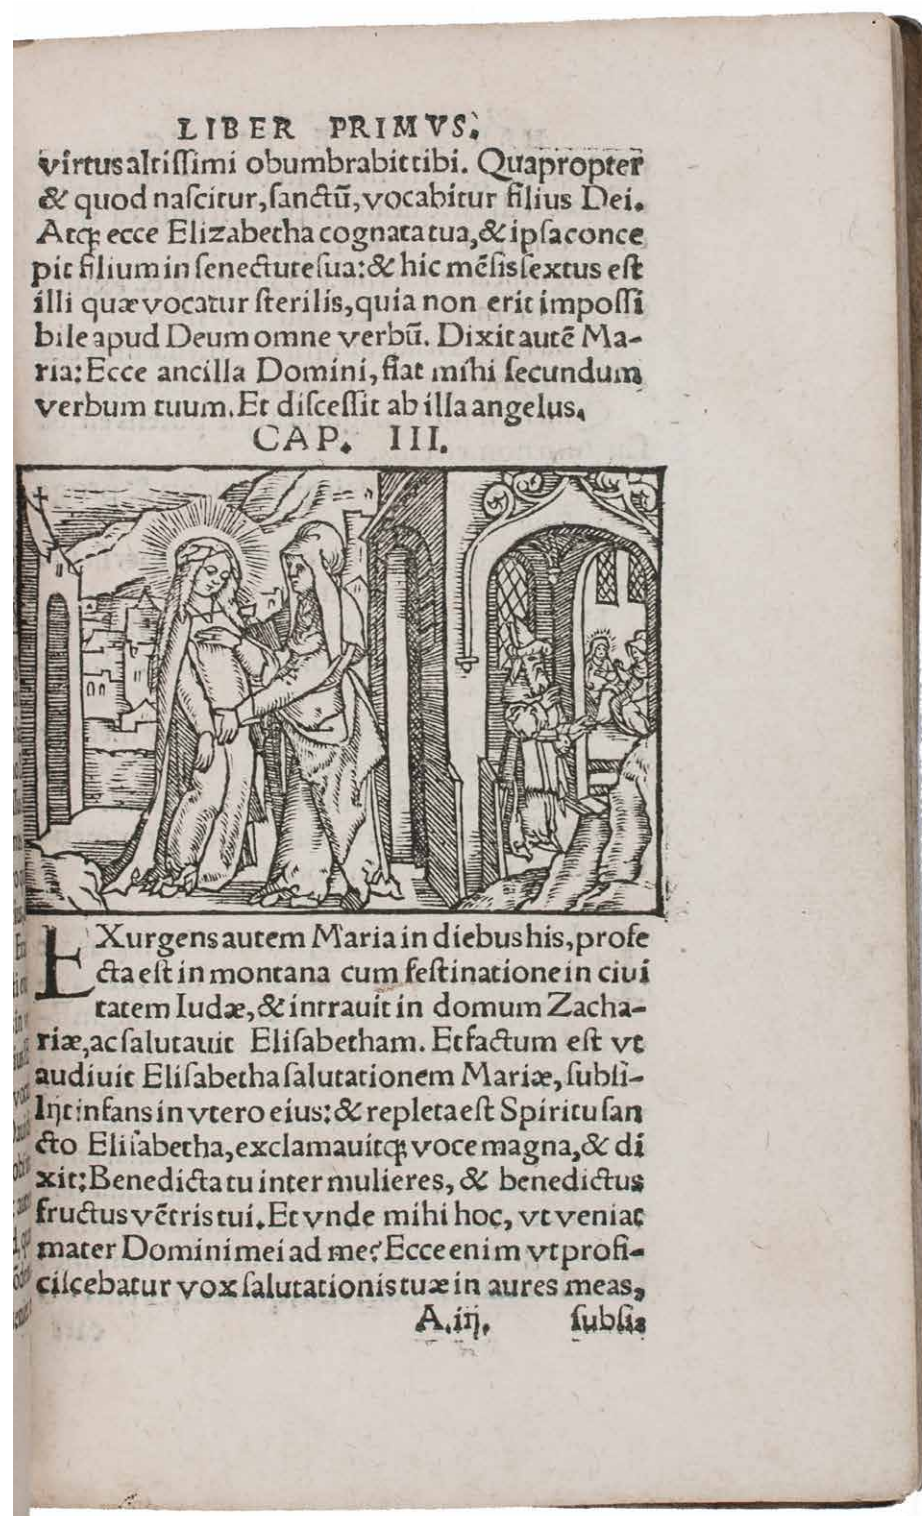 LIBER PRIMVS.
virtus altiſſimi obumbrabit tibi. Quapropter
& quod naſcitur, ſanctū, vocabitur filius Dei.
Atq; ecce Elizabetha cognata tua, & ipſa conce
pit filium in ſenectute ſua: & hic mēſis ſextus eſt
illi quæ vocatur ſterilis, quia non erit impoſſi
bile apud Deum omne verbū. Dixit autē Ma-
ria: Ecce ancilla Domini, fiat mihi ſecundum
verbum tuum. Et diſceſſit ab illa angelus.
CAP. III.
EXurgens autem Maria in diebus his, profe
cta eſt in montana cum feſtinatione in ciui
tatem Iudæ, & intrauit in domum Zacha-
riæ, ac ſalutauit Eliſabetham. Et factum eſt vt
audiuit Eliſabetha ſalutationem Mariæ, ſubſi-
lijt infans in vtero eius: & repleta eſt Spiritu ſan
cto Eliſabetha, exclamauitq; voce magna, & di
xit: Benedicta tu inter mulieres, & benedictus
fructus vētris tui. Et vnde mihi hoc, vt veniat
mater Domini mei ad me? Ecce enim vt profi-
ciſcebatur vox ſalutationis tuæ in aures meas,
A.iij. ſubſi-